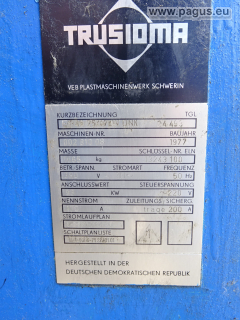 © www.pagus.eu
TRUSIOMA
VEB PLASTMASCHINENWERK SCHWERIN
KURZBEZEICHNUNG TGL
MASCHINEN-NR. BAUJAHR
1977
MASSE SCHLÜSSEL-NR. ELN
kg
BETR.-SPANN. STROMART FREQUENZ
V 50 Hz
ANSCHLUSSWERT STEUERSPANNUNG
KW V
NENNSTROM ZULEITUNGS-SICHERG.
A träge 200 A
STROMLAUFPLAN
SCHALTPLANLISTE
HERGESTELLT IN DER
DEUTSCHEN DEMOKRATISCHEN REPUBLIK